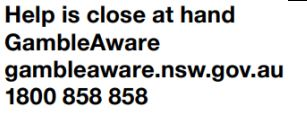 Help is close at hand
GambleAware
gambleaware.nsw.gov.au
1800 858 858